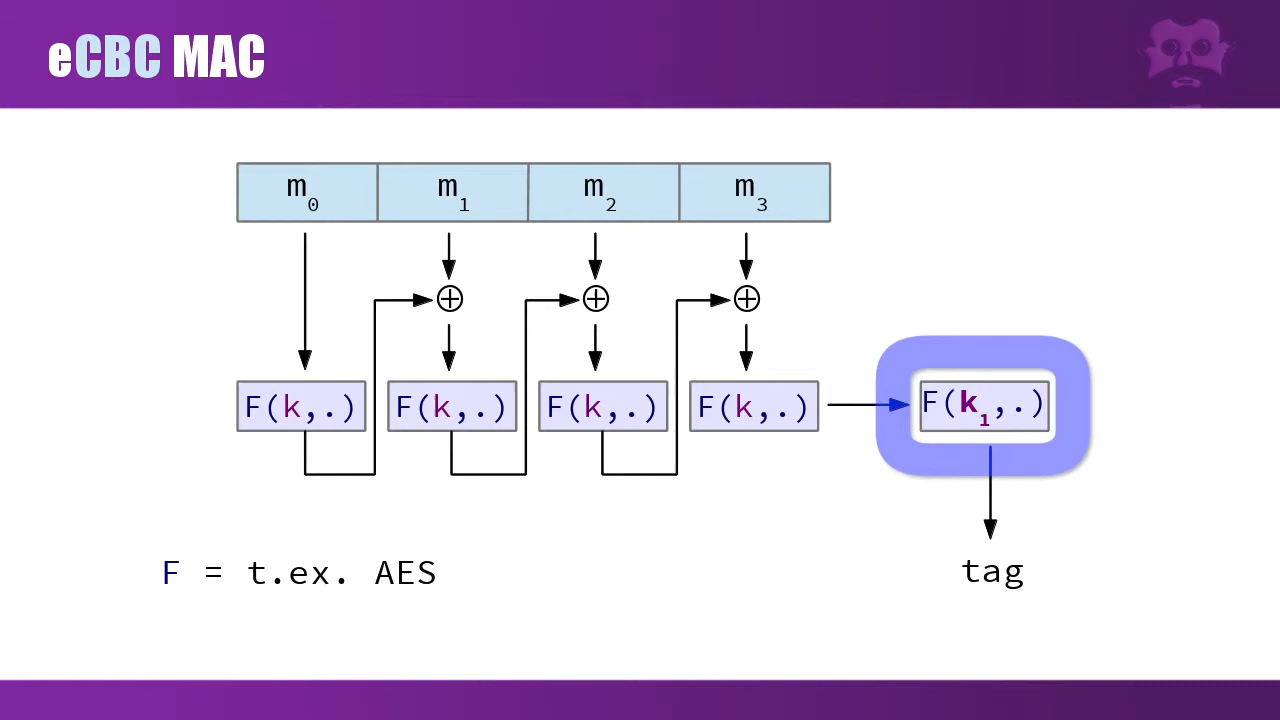 eCBC MAC
m0 m1 m2 m3
F(k,.) F(k,.) F(k,.) F(k,.) F(k1,.)
F = t.ex. AES
tag